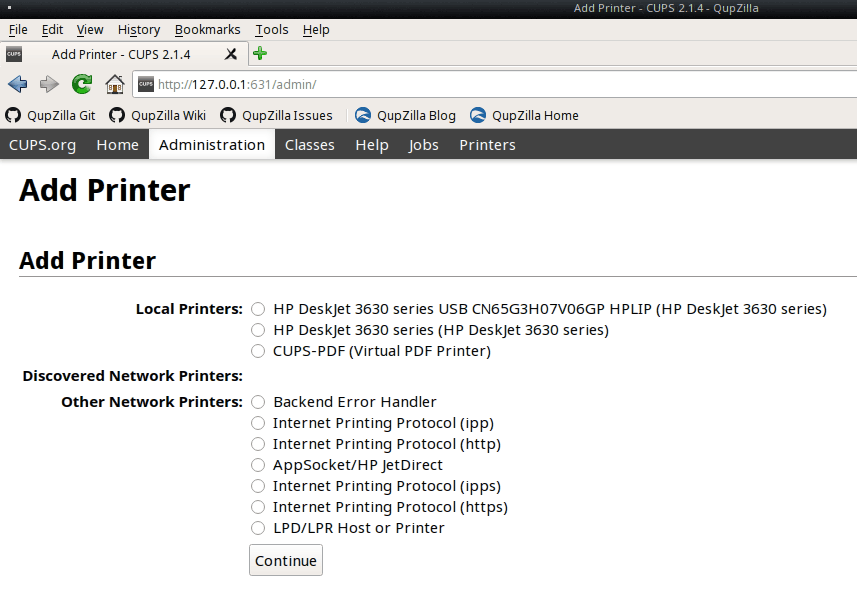 Add Printer - CUPS 2.1.4 - QupZilla
File Edit View History Bookmarks Tools Help
CUPS Add Printer - CUPS 2.1.4
CUPS http://127.0.0.1:631/admin/
QupZilla Git QupZilla Wiki QupZilla Issues QupZilla Blog QupZilla Home
CUPS.org Home Administration Classes Help Jobs Printers
Add Printer
Add Printer
Local Printers: HP DeskJet 3630 series USB CN65G3H07V06GP HPLIP (HP DeskJet 3630 series)
HP DeskJet 3630 series (HP DeskJet 3630 series)
CUPS-PDF (Virtual PDF Printer)
Discovered Network Printers:
Other Network Printers: Backend Error Handler
Internet Printing Protocol (ipp)
Internet Printing Protocol (http)
AppSocket/HP JetDirect
Internet Printing Protocol (ipps)
Internet Printing Protocol (https)
LPD/LPR Host or Printer
Continue